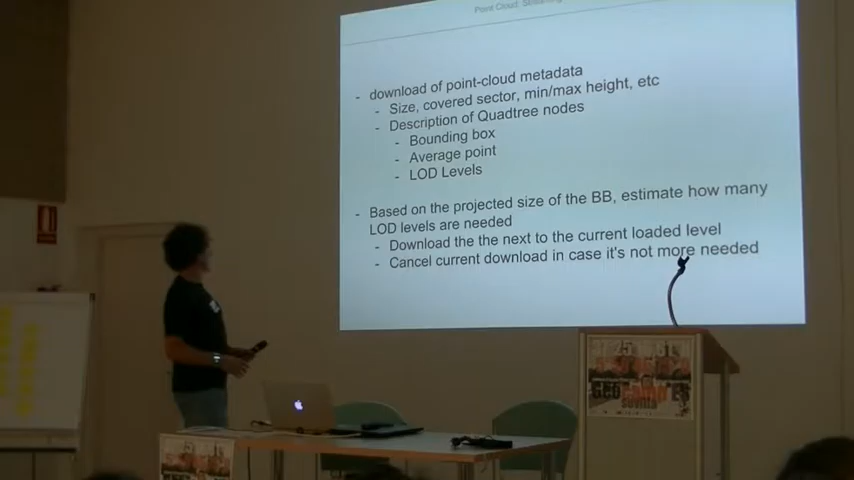 Point Cloud:
- download of point-cloud metadata
- Size, covered sector, min/max height, etc
- Description of Quadtree nodes
- Bounding box
- Average point
- LOD Levels
- Based on the projected size of the BB, estimate how many
LOD levels are needed
- Download the the next to the current loaded level
- Cancel current download in case it's not more needed